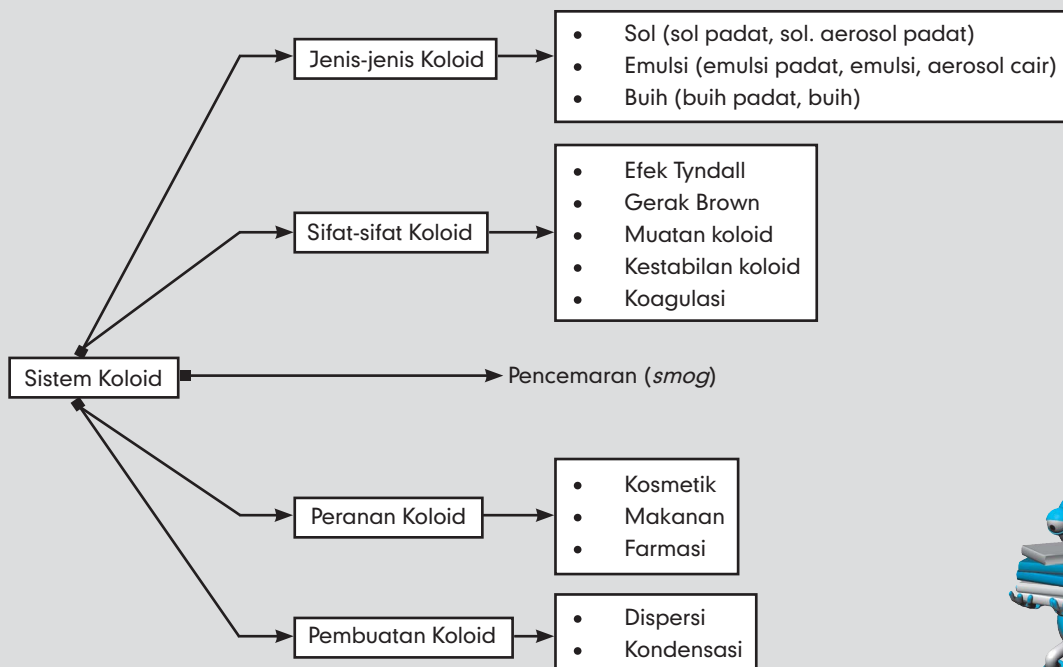 Jenis-jenis Koloid
• Sol (sol padat, sol. aerosol padat)
• Emulsi (emulsi padat, emulsi, aerosol cair)
• Buih (buih padat, buih)
Sifat-sifat Koloid
• Efek Tyndall
• Gerak Brown
• Muatan koloid
• Kestabilan koloid
• Koagulasi
Sistem Koloid
Pencemaran (smog)
Peranan Koloid
• Kosmetik
• Makanan
• Farmasi
Pembuatan Koloid
• Dispersi
• Kondensasi